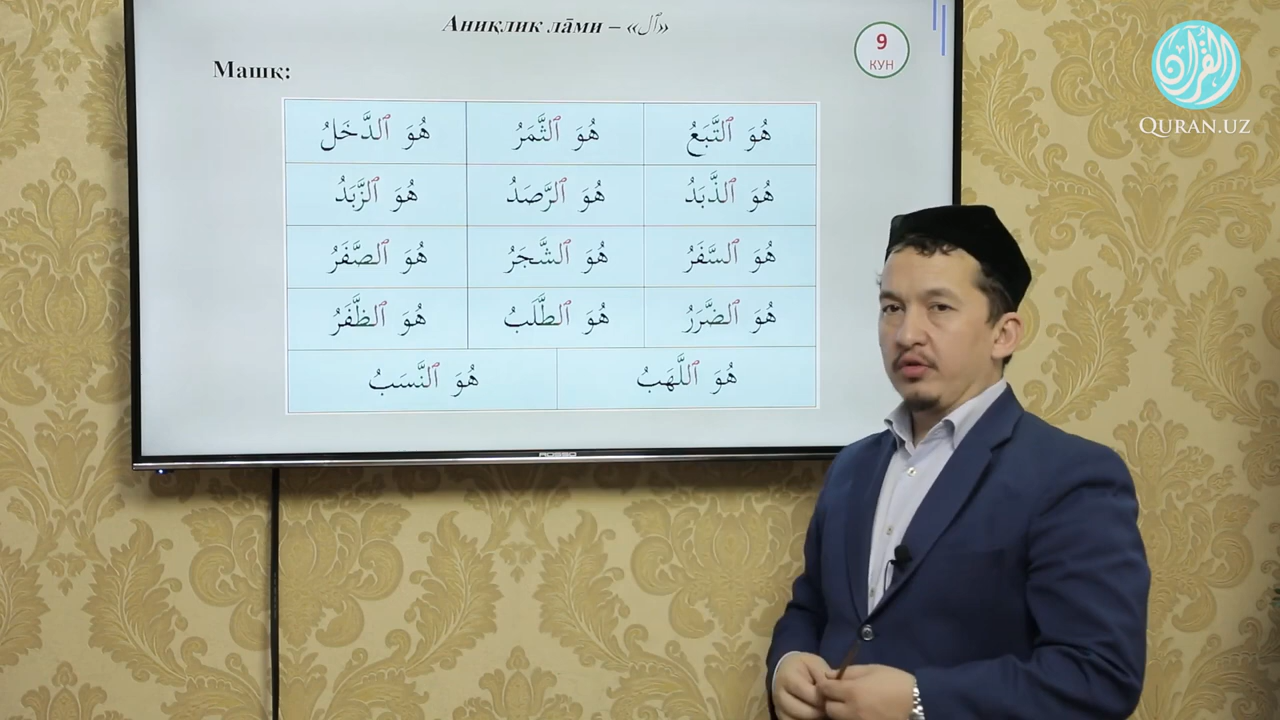 Аниқлик лāми – «ٱل»
9
КУН
Машқ:
هُوَ ٱلتَّبَعُ هُوَ ٱلثَّمَرُ هُوَ ٱلدَّخَلُ
هُوَ ٱلذَّبَدُ هُوَ ٱلرَّصَدُ هُوَ ٱلزَّبَدُ
هُوَ ٱلسَّفَرُ هُوَ ٱلشَّجَرُ هُوَ ٱلصَّفَرُ
هُوَ ٱلضَّرَرُ هُوَ ٱلطَّلَبُ هُوَ ٱلظَّفَرُ
هُوَ ٱللَّهَبُ هُوَ ٱلنَّسَبُ
القرآن
QURAN.UZ